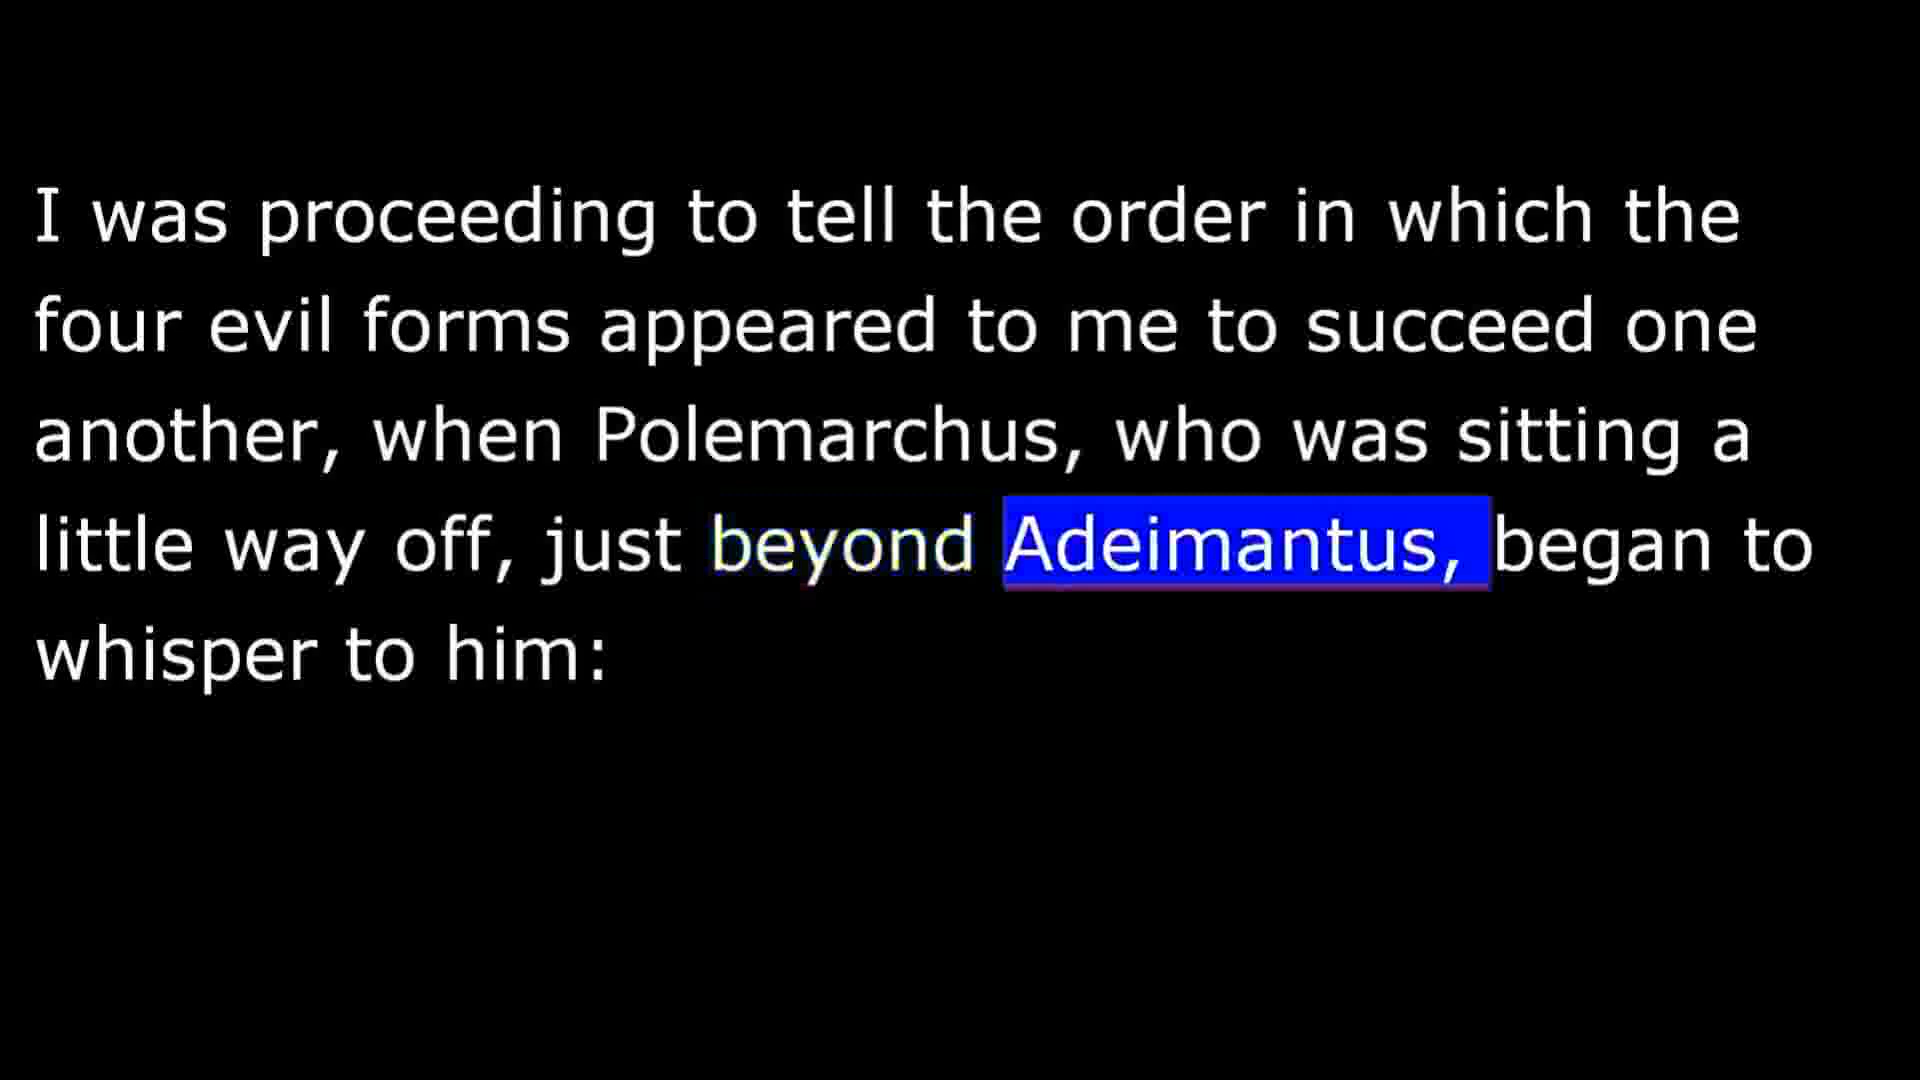 I was proceeding to tell the order in which the
four evil forms appeared to me to succeed one
another, when Polemarchus, who was sitting a
little way off, just beyond Adeimantus, began to
whisper to him: